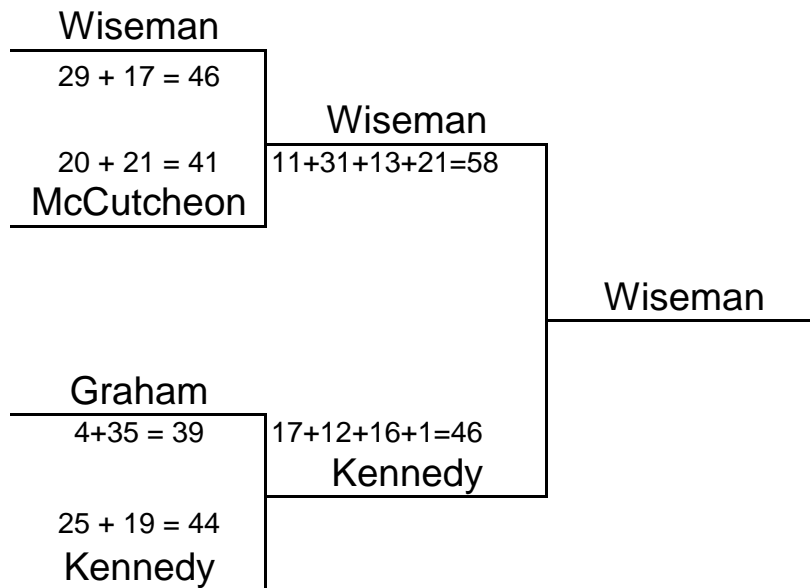 Wiseman
29 + 17 = 46
20 + 21 = 41
McCutcheon
Wiseman
11+31+13+21=58
Wiseman
Graham
4+35 = 39
25 + 19 = 44
Kennedy
17+12+16+1=46
Kennedy